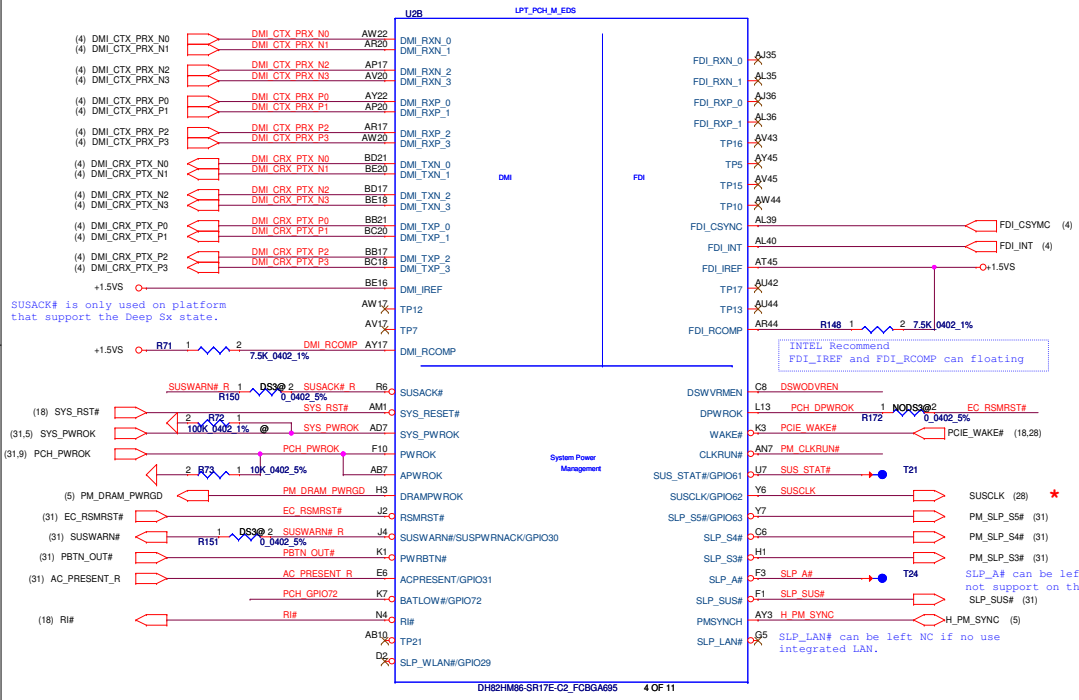 U2B
LPT_PCH_M_EDS
(4) DMI_CTX_PRX_N0 DMI_CTX_PRX_N0 AW22 DMI_RXN_0
(4) DMI_CTX_PRX_N1 DMI_CTX_PRX_N1 AR20 DMI_RXN_1
(4) DMI_CTX_PRX_N2 DMI_CTX_PRX_N2 AP17 DMI_RXN_2
(4) DMI_CTX_PRX_N3 DMI_CTX_PRX_N3 AV20 DMI_RXN_3
(4) DMI_CTX_PRX_P0 DMI_CTX_PRX_P0 AY22 DMI_RXP_0
(4) DMI_CTX_PRX_P1 DMI_CTX_PRX_P1 AP20 DMI_RXP_1
(4) DMI_CTX_PRX_P2 DMI_CTX_PRX_P2 AR17 DMI_RXP_2
(4) DMI_CTX_PRX_P3 DMI_CTX_PRX_P3 AW20 DMI_RXP_3
(4) DMI_CRX_PTX_N0 DMI_CRX_PTX_N0 BD21 DMI_TXN_0
(4) DMI_CRX_PTX_N1 DMI_CRX_PTX_N1 BE20 DMI_TXN_1
(4) DMI_CRX_PTX_N2 DMI_CRX_PTX_N2 BD17 DMI_TXN_2
(4) DMI_CRX_PTX_N3 DMI_CRX_PTX_N3 BE18 DMI_TXN_3
(4) DMI_CRX_PTX_P0 DMI_CRX_PTX_P0 BB21 DMI_TXP_0
(4) DMI_CRX_PTX_P1 DMI_CRX_PTX_P1 BC20 DMI_TXP_1
(4) DMI_CRX_PTX_P2 DMI_CRX_PTX_P2 BB17 DMI_TXP_2
(4) DMI_CRX_PTX_P3 DMI_CRX_PTX_P3 BC18 DMI_TXP_3
+1.5VS BE16 DMI_IREF
SUSACK# is only used on platform
that support the Deep Sx state.
AW17 TP12
AV17 TP7
+1.5VS R71 1 2 DMI_RCOMP AY17 DMI_RCOMP
7.5K_0402_1%
DMI
FDI
FDI_RXN_0 AJ35
FDI_RXN_1 AL35
FDI_RXP_0 AJ36
FDI_RXP_1 AL36
TP16 AV43
TP5 AY45
TP15 AV45
TP10 AW44
FDI_CSYNC AL39 FDI_CSYMC (4)
FDI_INT AL40 FDI_INT (4)
FDI_IREF AT45 +1.5VS
TP17 AU42
TP13 AU44
FDI_RCOMP AR44 R148 1 2 7.5K_0402_1%
INTEL Recommend
FDI_IREF and FDI_RCOMP can floating
SUSWARN#_R 1 DS3@ 2 SUSACK#_R R6 SUSACK#
R150 0_0402_5%
(18) SYS_RST# SYS_RST# AM1 SYS_RESET#
2 R72 1
100K_0402_1% @
(31,5) SYS_PWROK SYS_PWROK AD7 SYS_PWROK
(31,9) PCH_PWROK PCH_PWROK F10 PWROK
2 R73 1 10K_0402_5% AB7 APWROK
(5) PM_DRAM_PWRGD PM_DRAM_PWRGD H3 DRAMPWROK
(31) EC_RSMRST# EC_RSMRST# J2 RSMRST#
(31) SUSWARN# 1 DS3@ 2 SUSWARN#_R J4 SUSWARN#/SUSPWRNACK/GPIO30
R151 0_0402_5%
(31) PBTN_OUT# PBTN_OUT# K1 PWRBTN#
(31) AC_PRESENT_R AC_PRESENT_R E6 ACPRESENT/GPIO31
PCH_GPIO72 K7 BATLOW#/GPIO72
(18) RI# RI# N4 RI#
AB10 TP21
D2 SLP_WLAN#/GPIO29
System Power
Management
DSWVRMEN C8 DSWODVREN
DPWROK L13 PCH_DPWROK 1 NODS3@ 2 EC_RSMRST#
R172 0_0402_5%
WAKE# K3 PCIE_WAKE# PCIE_WAKE# (18,28)
CLKRUN# AN7 PM_CLKRUN#
SUS_STAT#/GPIO61 U7 SUS_STAT# T21
SUSCLK/GPIO62 Y6 SUSCLK SUSCLK (28) *
SLP_S5#/GPIO63 Y7 PM_SLP_S5# (31)
SLP_S4# C6 PM_SLP_S4# (31)
SLP_S3# H1 PM_SLP_S3# (31)
SLP_A# F3 SLP_A# T24
SLP_A# can be lef
not support on th
SLP_SUS# F1 SLP_SUS# SLP_SUS# (31)
PMSYNCH AY3 H_PM_SYNC H_PM_SYNC (5)
SLP_LAN# G5
SLP_LAN# can be left NC if no use
integrated LAN.
DH82HM86-SR17E-C2_FCBGA695 4 OF 11